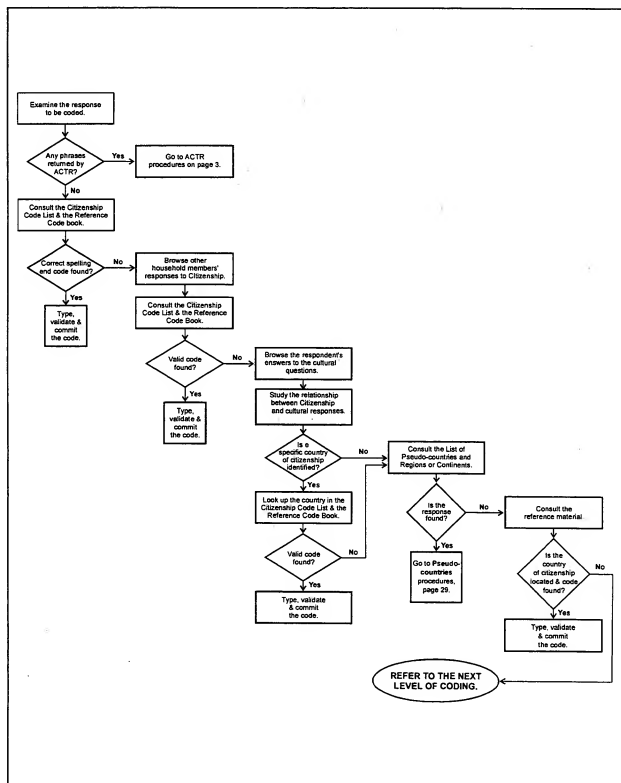 Examine the response
to be coded.
Any phrases
returned by
ACTR?
Yes
Go to ACTR
procedures on page 3.
No
Consult the Citizenship
Code List & the Reference
Code book.
Correct spelling
end code found?
No
Browse other
household members'
responses to Citizenship.
Yes
Type,
validate &
commit
the code.
Consult the Citizenship
Code List & the Reference
Code Book.
Valid code
found?
No
Browse the respondent's
answers to the cultural
questions.
Yes
Type,
validate &
commit
the code.
Study the relationship
between Citizenship
and cultural responses.
Is e
specific country
of citizenship
identified?
No
Consult the List of
Pseudo-countries and
Regions or Continents.
Yes
Look up the country in the
Citizenship Code List & the
Reference Code Book.
Is the
response
found?
No
Consult the
reference material
Valid code
found?
No
Yes
Go to Pseudo-
countries
procedures,
page 29.
Is the
country
of citizenship
located & code
found?
No
Yes
Type, validate
& commit
the code.
Yes
Type, validate
& commit
the code.
REFER TO THE NEXT
LEVEL OF CODING.